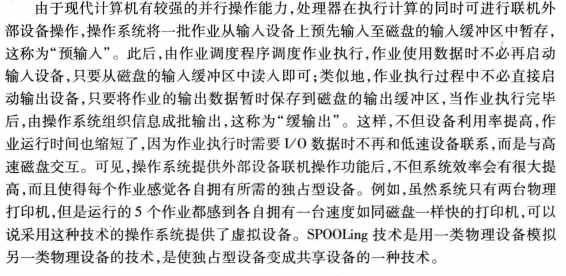 由于现代计算机有较强的并行操作能力,处理器在执行计算的同时可进行联机外
部设备操作,操作系统将一批作业从输入设备上预先输入至磁盘的输入缓冲区中暂存,
这称为“预输入”。此后,由作业调度程序调度作业执行,作业使用数据时不必再启动
输入设备,只要从磁盘的输入缓冲区中读入即可;类似地,作业执行过程中不必直接启
动输出设备,只要将作业的输出数据暂时保存到磁盘的输出缓冲区,当作业执行完毕
后,由操作系统组织信息成批输出,这称为“缓输出”。这样,不但设备利用率提高,作
业运行时间也缩短了,因为作业执行时需要 I/O 数据时不再和低速设备联系,而是与高
速磁盘交互。可见,操作系统提供外部设备联机操作功能后,不但系统效率会有很大提
高,而且使得每个作业感觉各自拥有所需的独占型设备。例如,虽然系统只有两台物理
打印机,但是运行的 5 个作业都感到各自拥有一台速度如同磁盘一样快的打印机,可以
说采用这种技术的操作系统提供了虚拟设备。SPOOLing 技术是用一类物理设备模拟
另一类物理设备的技术,是使独占型设备变成共享设备的一种技术。